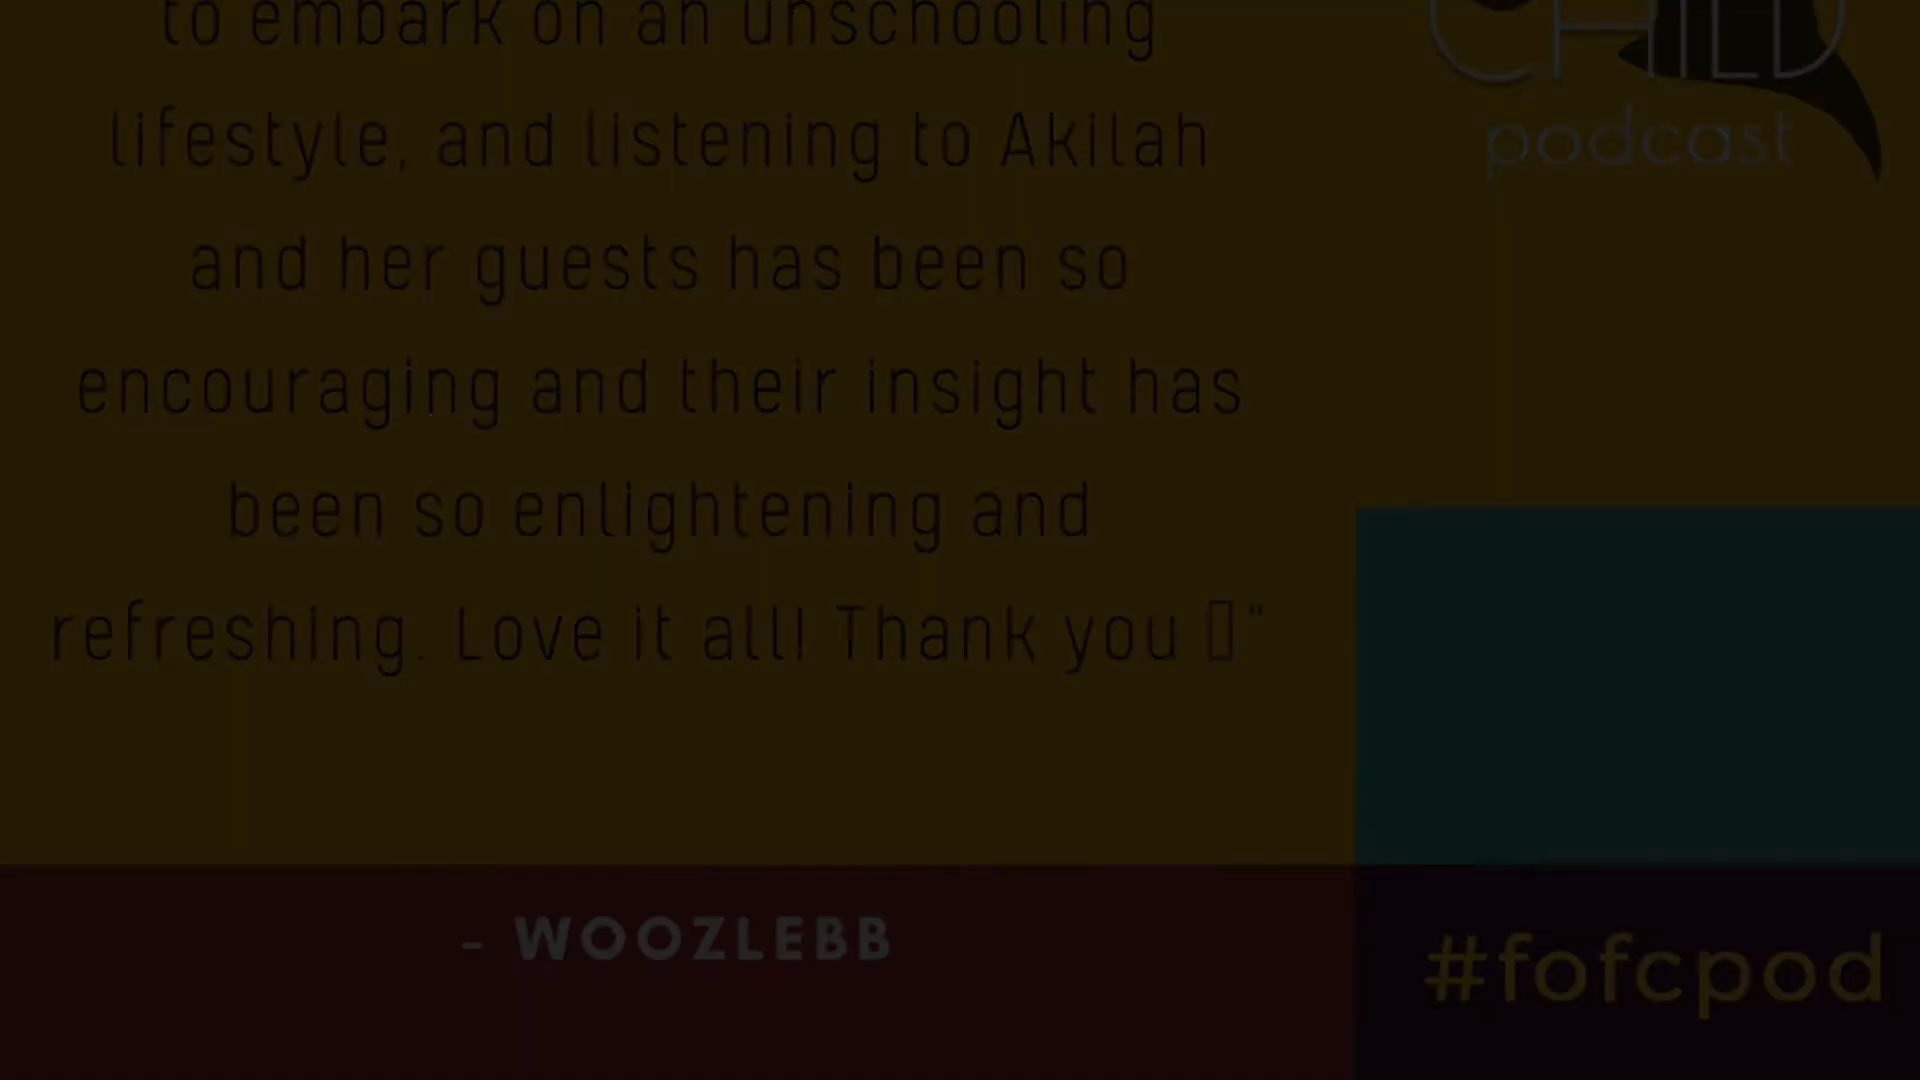 to embark on an unschooling
lifestyle, and listening to Akilah
and her guests has been so
encouraging and their insight has
been so enlightening and
refreshing. Love it all! Thank you "
- WOOZLEBB
CHILD
podcast
#fofcpod